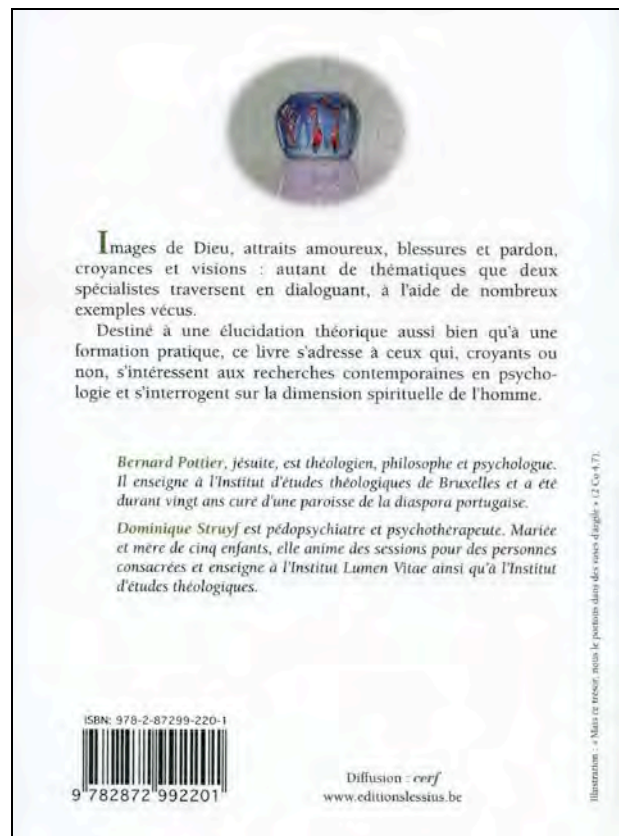 Images de Dieu, attraits amoureux, blessures et pardon,
croyances et visions : autant de thématiques que deux
spécialistes traversent en dialoguant, à l'aide de nombreux
exemples vécus.
Destiné à une élucidation théorique aussi bien qu'à une
formation pratique, ce livre s'adresse à ceux qui, croyants ou
non, s'intéressent aux recherches contemporaines en psycho-
logie et s'interrogent sur la dimension spirituelle de l'homme.
Bernard Pottier, jésuite, est théologien, philosophe et psychologue.
Il enseigne à l'Institut d'études théologiques de Bruxelles et a été
durant vingt ans curé d'une paroisse de la diaspora portugaise.
Dominique Struyf est pédopsychiatre et psychothérapeute. Mariée
et mère de cinq enfants, elle anime des sessions pour des personnes
consacrées et enseigne à l'Institut Lumen Vitae ainsi qu'à l'Institut
d'études théologiques.
Illustration : « Mais ce trésor, nous le portons dans des vases d'argile » (2 Co 4,7).
ISBN: 978-2-87299-220-1
9 782872 992201
Diffusion : cerf
www.editionslessius.be